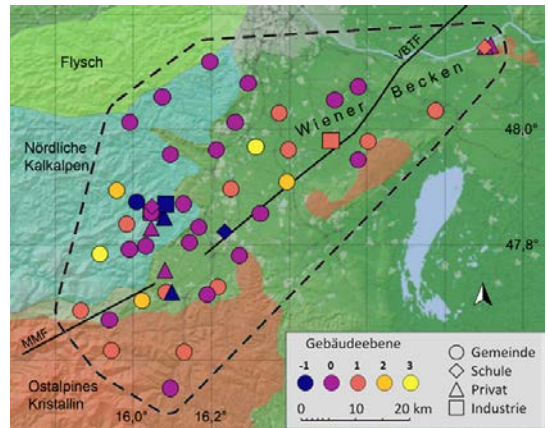 Flysch
VBTF
Wiener Becken
48,0°
Nördliche
Kalkalpen
47,8°
MMF
Ostalpines
Kristallin
16,0°
16,2°
Gebäudeebene
-1 0 1 2 3
0 10 20 km
Gemeinde
Schule
Privat
Industrie